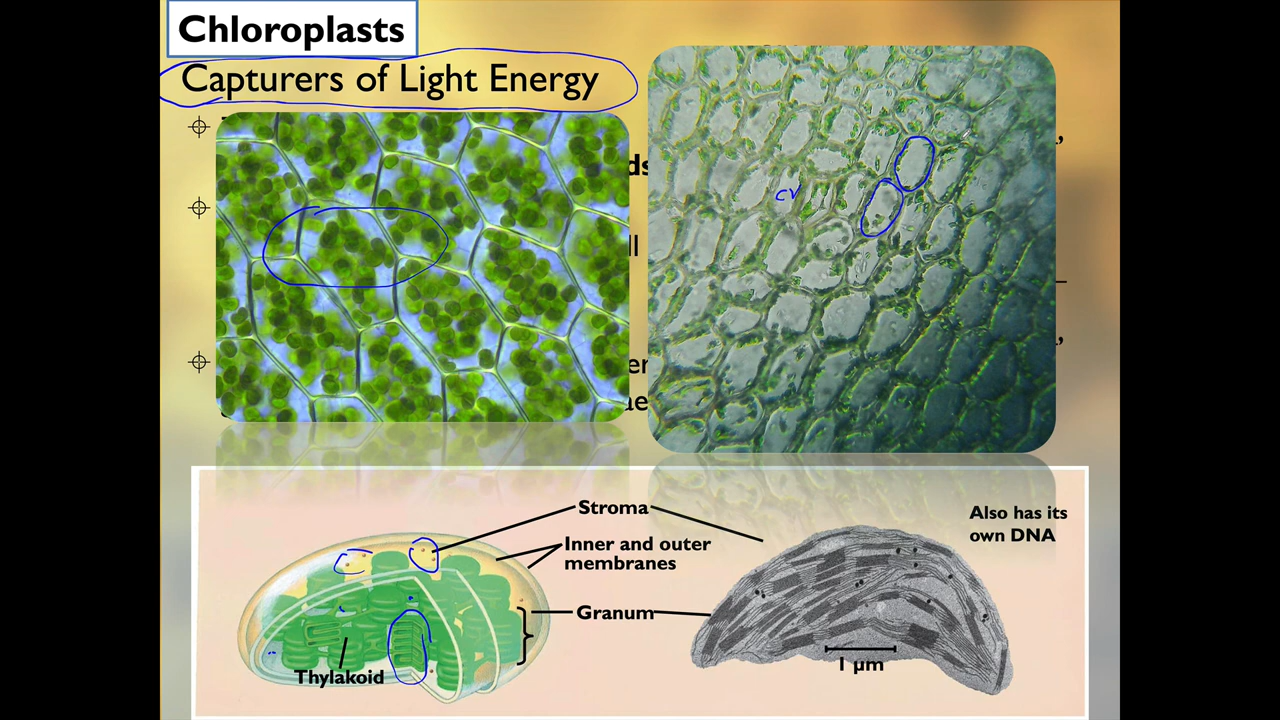 Chloroplasts
Capturers of Light Energy
cv
Stroma
Inner and outer
membranes
Granum
Thylakoid
Also has its
own DNA
1 µm